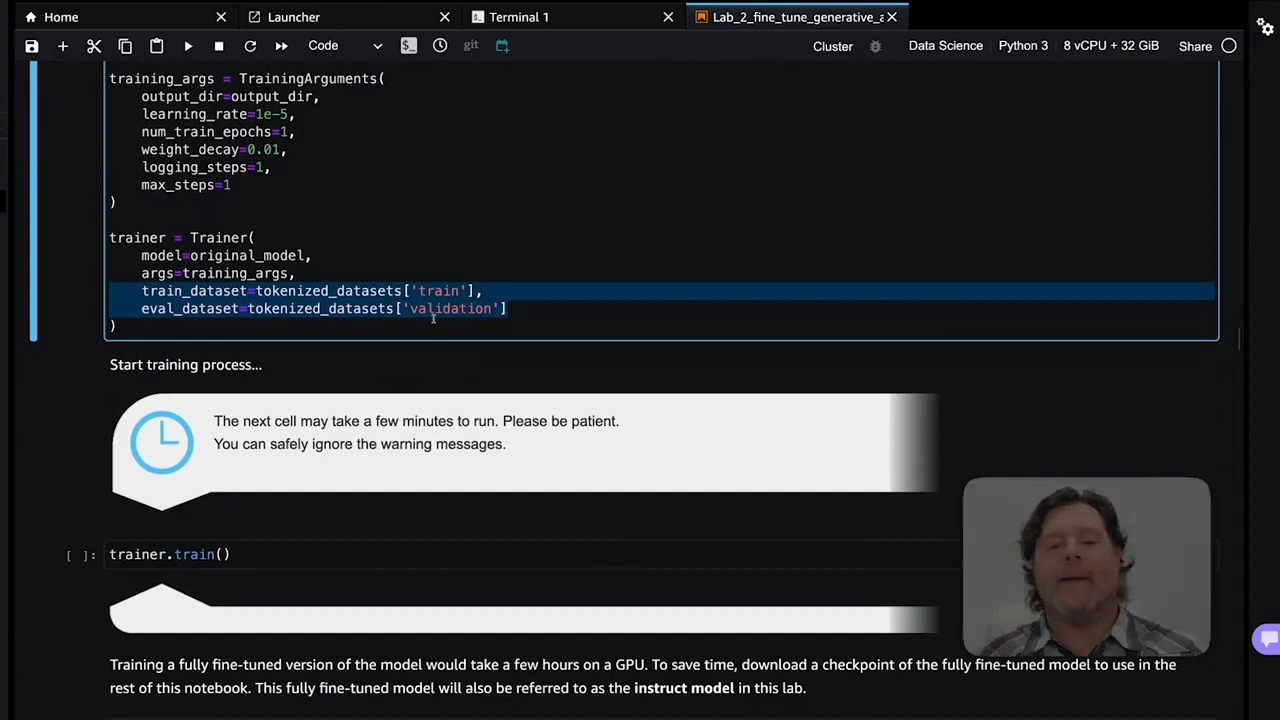 Home
Launcher
Terminal 1
Lab_2_fine_tune_generative_a
Code
git
Cluster
Data Science
Python 3
8 vCPU + 32 GiB
Share
training_args = TrainingArguments(
output_dir=output_dir,
learning_rate=1e-5,
num_train_epochs=1,
weight_decay=0.01,
logging_steps=1,
max_steps=1
)
trainer = Trainer(
model=original_model,
args=training_args,
train_dataset=tokenized_datasets['train'],
eval_dataset=tokenized_datasets['validation']
)
Start training process...
The next cell may take a few minutes to run. Please be patient.
You can safely ignore the warning messages.
[ ]: trainer.train()
Training a fully fine-tuned version of the model would take a few hours on a GPU. To save time, download a checkpoint of the fully fine-tuned model to use in the
rest of this notebook. This fully fine-tuned model will also be referred to as the instruct model in this lab.